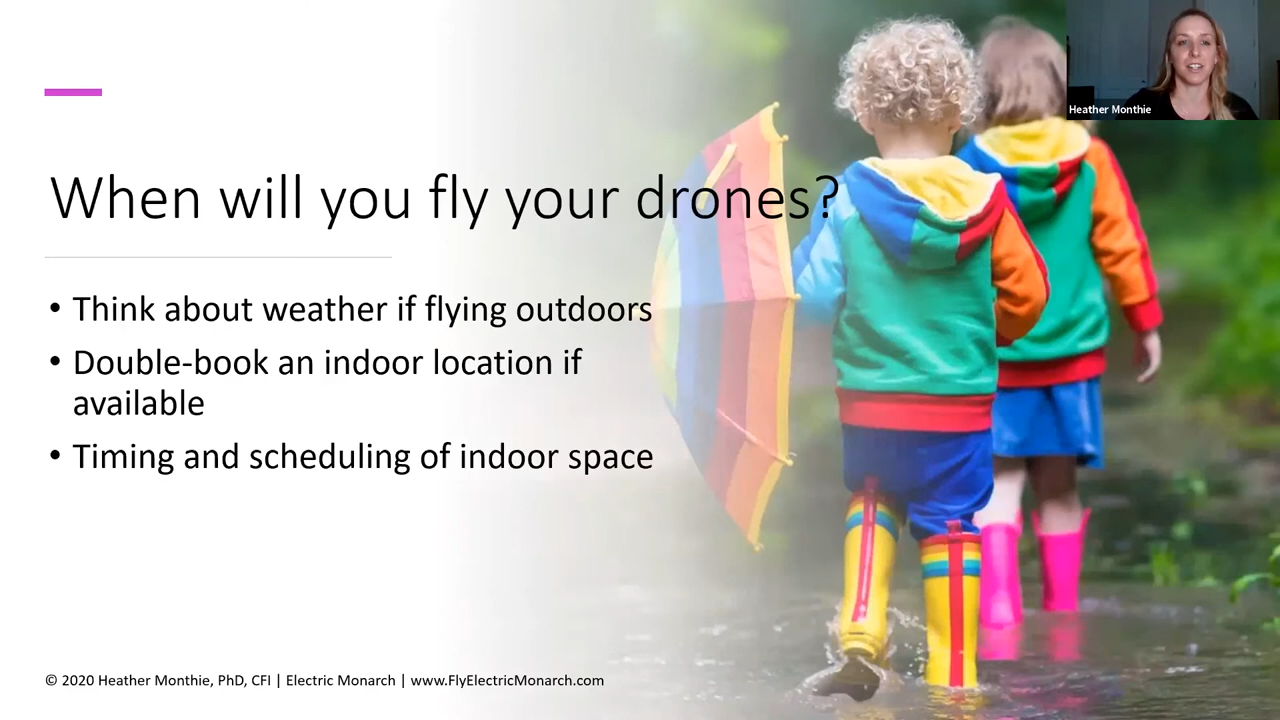 Heather Monthie
When will you fly your drones?
• Think about weather if flying outdoors
• Double-book an indoor location if
available
• Timing and scheduling of indoor space
© 2020 Heather Monthie, PhD, CFI | Electric Monarch | www.FlyElectricMonarch.com